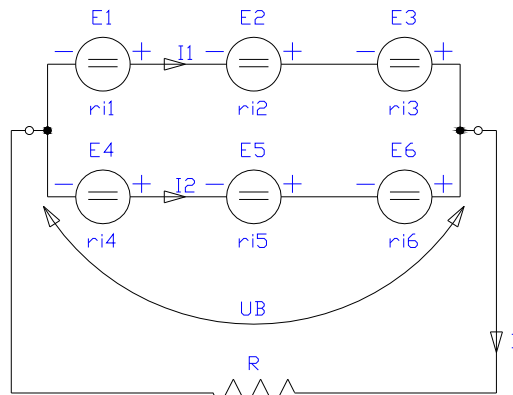 E1 E2 E3
− + I1 − + − +
ri1 ri2 ri3
E4 E5 E6
− + I2 − + − +
ri4 ri5 ri6
UB
R